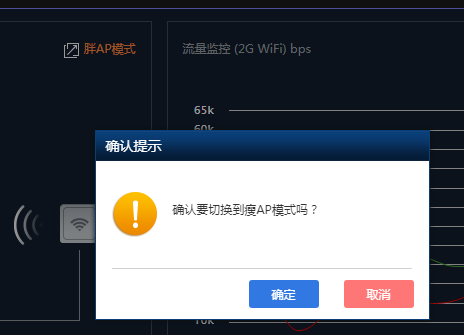 胖AP模式
流量监控 (2G WiFi) bps
65k
60k
确认提示
确认要切换到瘦AP模式吗？
确定
取消
10k